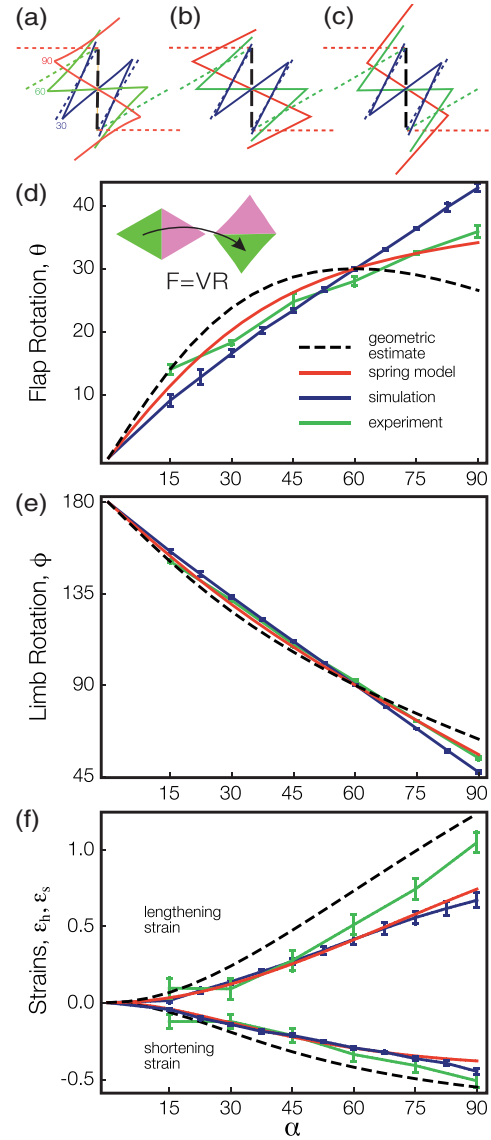 (a) (b) (c)
90
60
30
(d)
40
30
20
10
Flap Rotation, θ
F=VR
geometric
estimate
spring model
simulation
experiment
15 30 45 60 75 90
(e)
180
135
90
45
Limb Rotation, ϕ
15 30 45 60 75 90
(f)
1.0
0.5
0.0
-0.5
Strains, εh, εs
lengthening
strain
shortening
strain
15 30 45 60 75 90
α